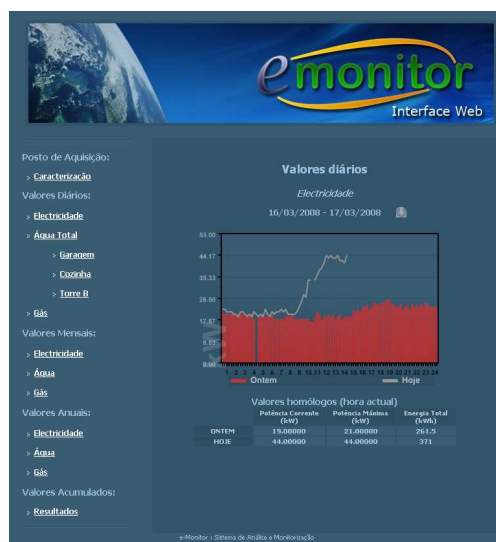 emonitor
Interface Web
Posto de Aquisição:
Caracterização
Valores Diários:
Electricidade
Água Total
Garagem
Cozinha
Torre B
Gás
Valores Mensais:
Electricidade
Água
Gás
Valores Anuais:
Electricidade
Água
Gás
Valores Acumulados:
Resultados
Valores diários
Electricidade
16/03/2008 - 17/03/2008
53.00
44.17
35.33
26.50
17.67
8.83
0.00
kW
1 2 3 4 5 6 7 8 9 10 11 12 13 14 15 16 17 18 19 20 21 22 23 24
Ontem Hoje
Valores homólogos (hora actual)
Potência Corrente (kW) Potência Máxima (kW) Energia Total (kWh)
ONTEM 19.00000 21.00000 261.5
HOJE 44.00000 44.00000 371
e-Monitor : Sistema de Análise e Monitorização